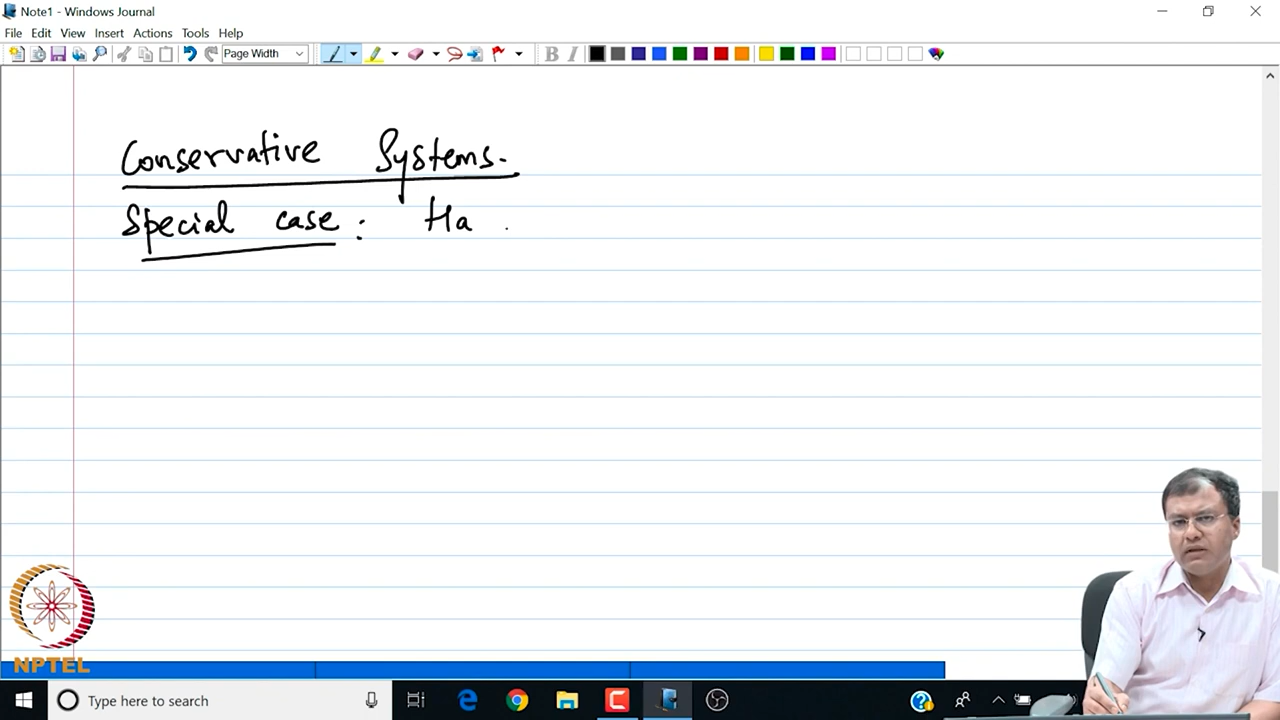 Note1 - Windows Journal
File Edit View Insert Actions Tools Help
Page Width
B I
Conservative Systems.
Special case : Ha
NPTEL
Type here to search